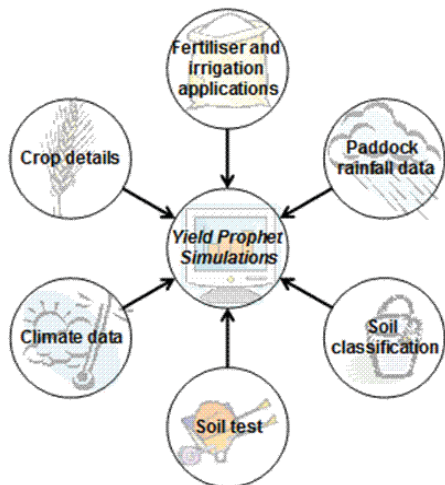 Fertiliser and
irrigation
applications
Crop details
Paddock
rainfall data
Yield Prophet
Simulations
Climate data
Soil
classification
Soil test